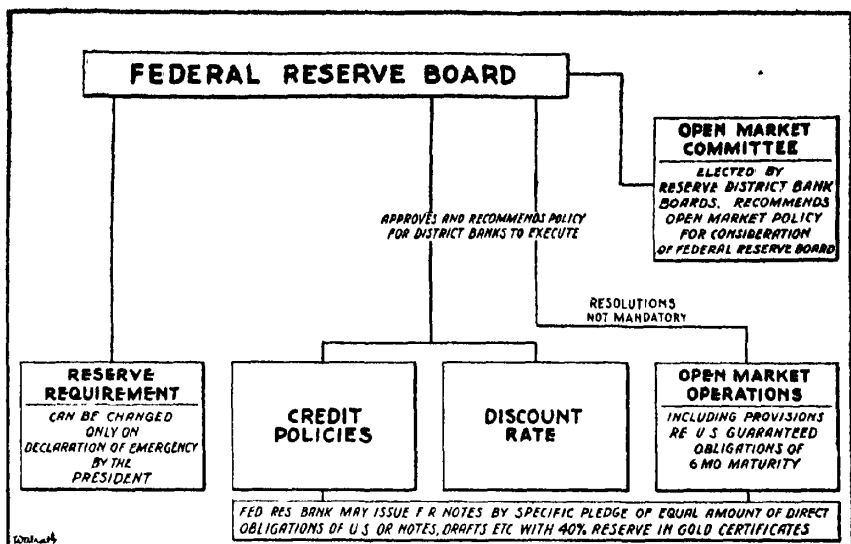 FEDERAL RESERVE BOARD
OPEN MARKET
COMMITTEE
ELECTED BY
RESERVE DISTRICT BANK
BOARDS. RECOMMENDS
OPEN MARKET POLICY
FOR CONSIDERATION
OF FEDERAL RESERVE BOARD
APPROVES AND RECOMMENDS POLICY
FOR DISTRICT BANKS TO EXECUTE
RESOLUTIONS
NOT MANDATORY
RESERVE
REQUIREMENT
CAN BE CHANGED
ONLY ON
DECLARATION OF EMERGENCY
BY THE
PRESIDENT
CREDIT
POLICIES
DISCOUNT
RATE
OPEN MARKET
OPERATIONS
INCLUDING PROVISIONS
RE U S GUARANTEED
OBLIGATIONS OF
6 MO MATURITY
FED RES BANK MAY ISSUE F R NOTES BY SPECIFIC PLEDGE OF EQUAL AMOUNT OF DIRECT
OBLIGATIONS OF U.S OR NOTES, DRAFTS ETC WITH 40% RESERVE IN GOLD CERTIFICATES